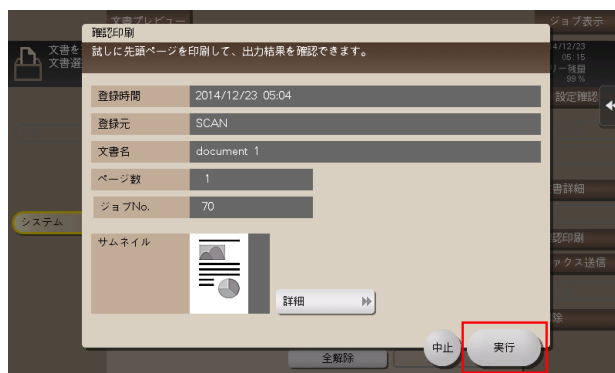 文書プレビュー
ジョブ表示
確認印刷
試しに先頭ページを印刷して、出力結果を確認できます。
文書を
文書選
4/12/23
05:15
リー残量
99%
登録時間
2014/12/23 05:04
設定確認
登録元
SCAN
文書名
document 1
ページ数
1
書詳細
ジョブNo.
70
システム
サムネイル
認印刷
ァクス送信
詳細
除
中止
実行
全解除